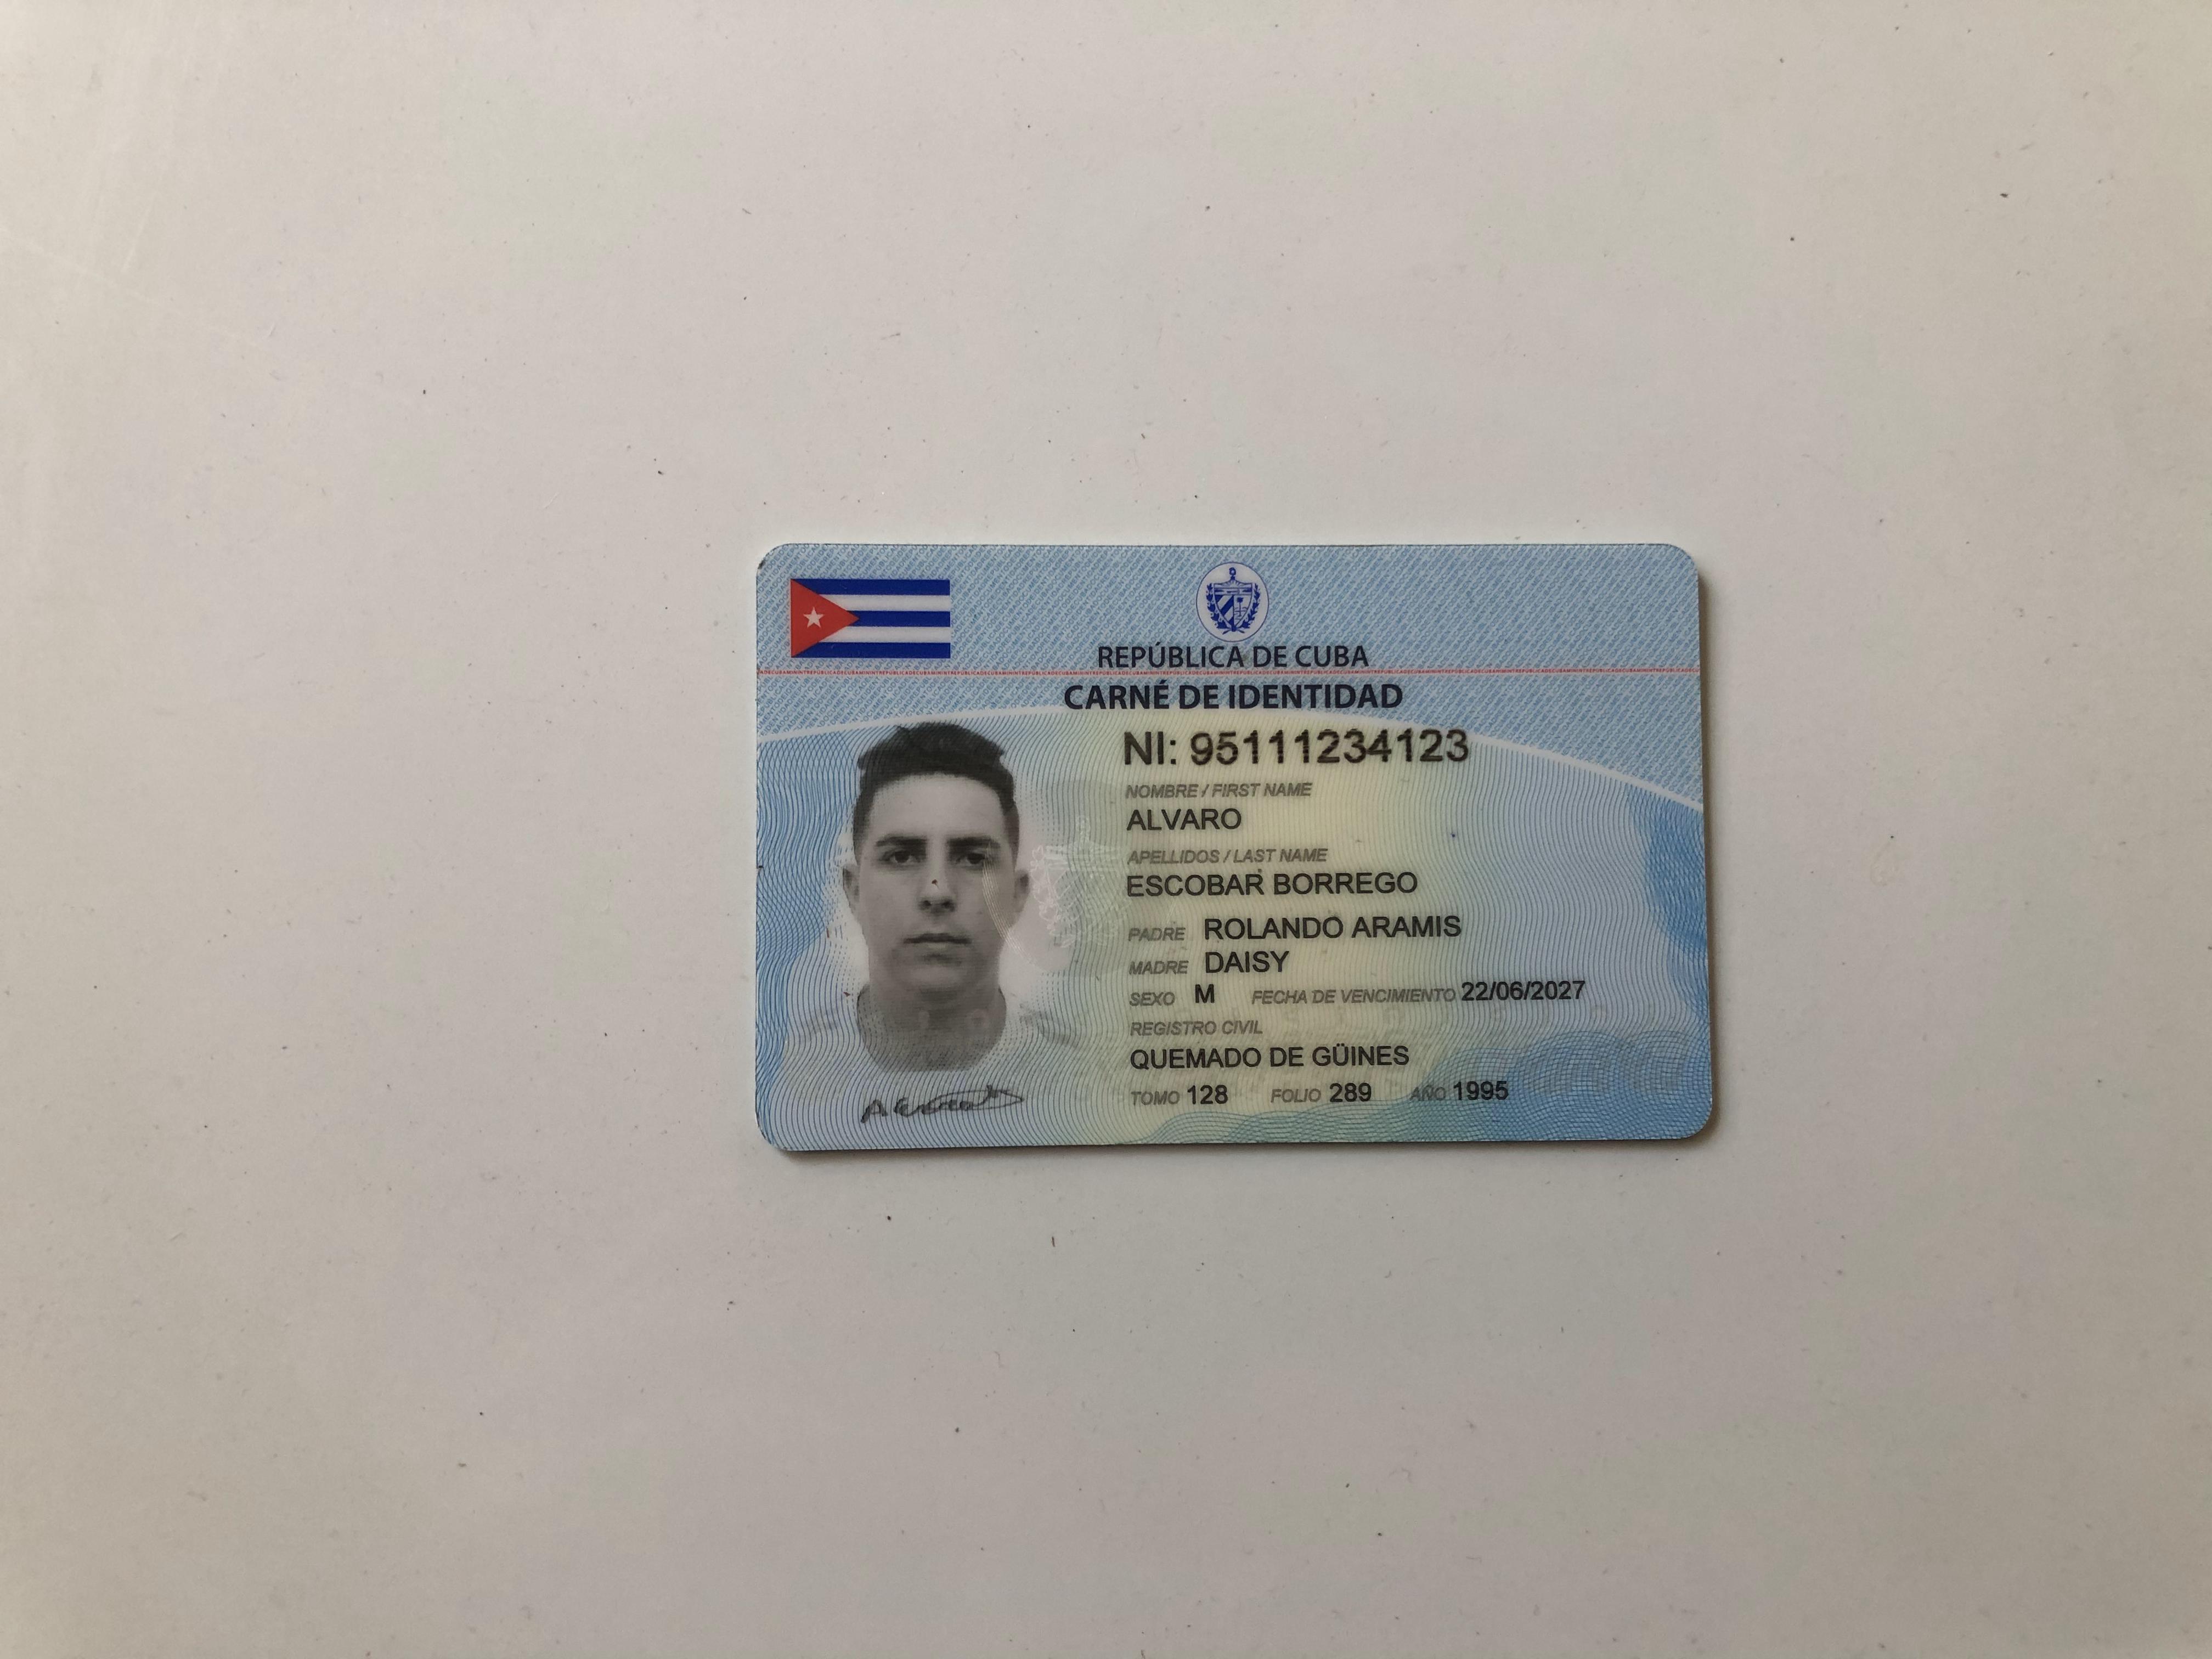 REPÚBLICA DE CUBA
CARNÉ DE IDENTIDAD
NI: 95111234123
NOMBRE / FIRST NAME
ALVARO
APELLIDOS / LAST NAME
ESCOBAR BORREGO
PADRE ROLANDO ARAMIS
MADRE DAISY
SEXO M FECHA DE VENCIMIENTO 22/06/2027
REGISTRO CIVIL
QUEMADO DE GÜINES
TOMO 128 FOLIO 289 AÑO 1995